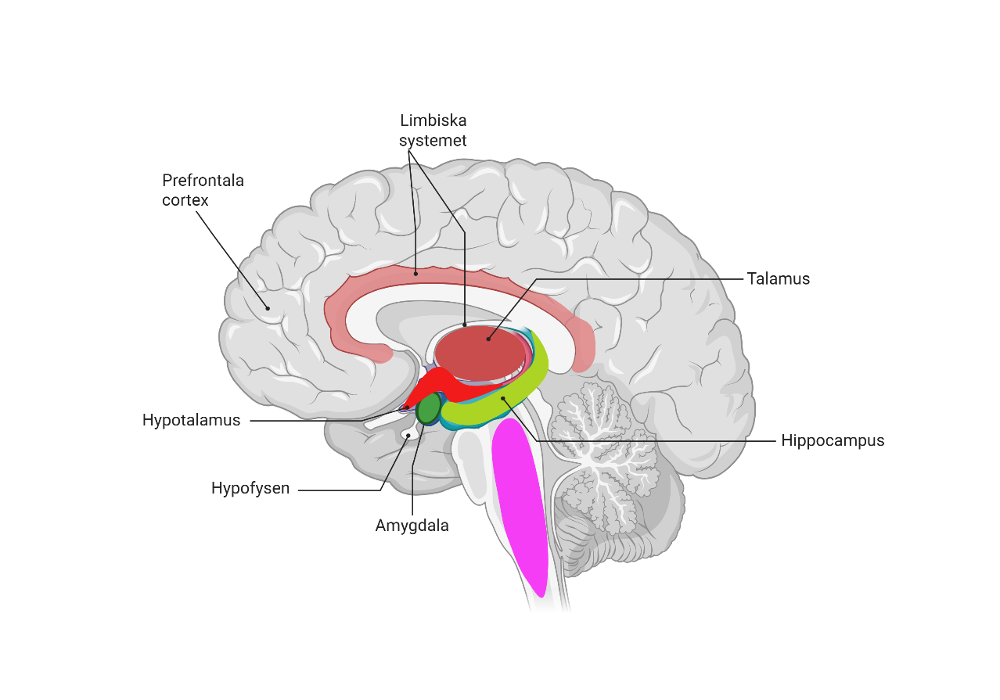 Limbiska
systemet
Prefrontala
cortex
Talamus
Hypotalamus
Hippocampus
Hypofysen
Amygdala